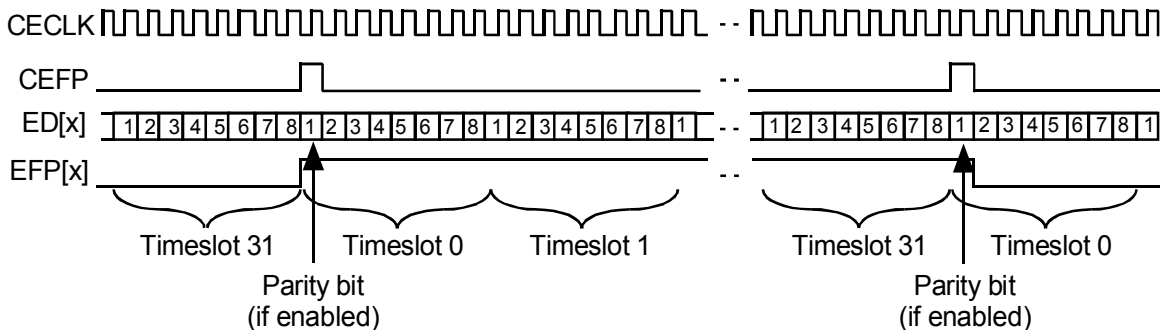 CECLK - -
CEFP - -
ED[x] 1 2 3 4 5 6 7 8 1 2 3 4 5 6 7 8 1 2 3 4 5 6 7 8 1 - - 1 2 3 4 5 6 7 8 1 2 3 4 5 6 7 8 1
EFP[x] - -
Timeslot 31 Timeslot 0 Timeslot 1 Timeslot 31 Timeslot 0
Parity bit Parity bit
(if enabled) (if enabled)